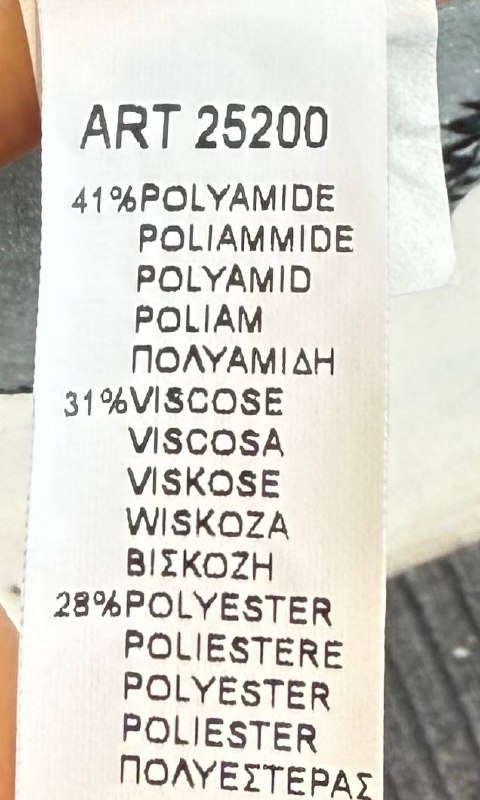 ART 25200
41%POLYAMIDE
POLIAMMIDE
POLYAMID
POLIAM
ΠΟΛΥΑΜΙΔΗ
31%VISCOSE
VISCOSA
VISKOSE
WISKOZA
ΒΙΣΚΟΖΗ
28%POLYESTER
POLIESTERE
POLYESTER
POLIESTER
ΠΟΛΥΕΣΤΕΡΑΣ